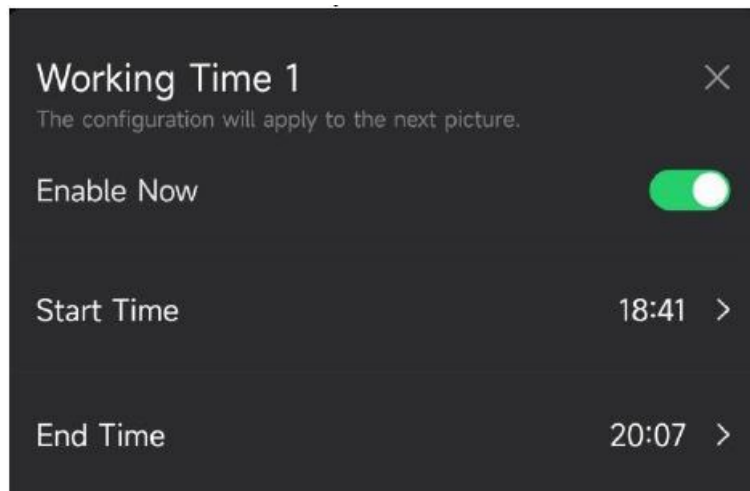 Working Time 1
The configuration will apply to the next picture.
Enable Now
Start Time 18:41 >
End Time 20:07 >